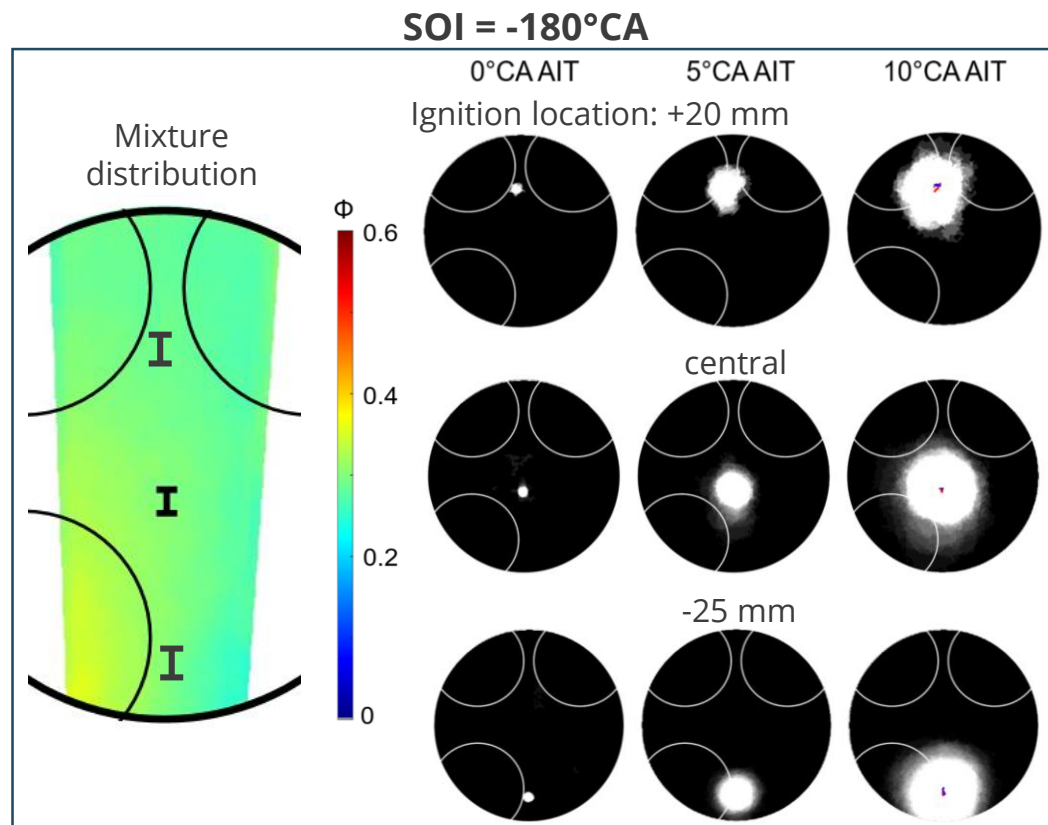 SOI = -180°CA
0°CA AIT
5°CA AIT
10°CA AIT
Ignition location: +20 mm
Mixture
distribution
Φ
0.6
0.4
0.2
0
central
-25 mm